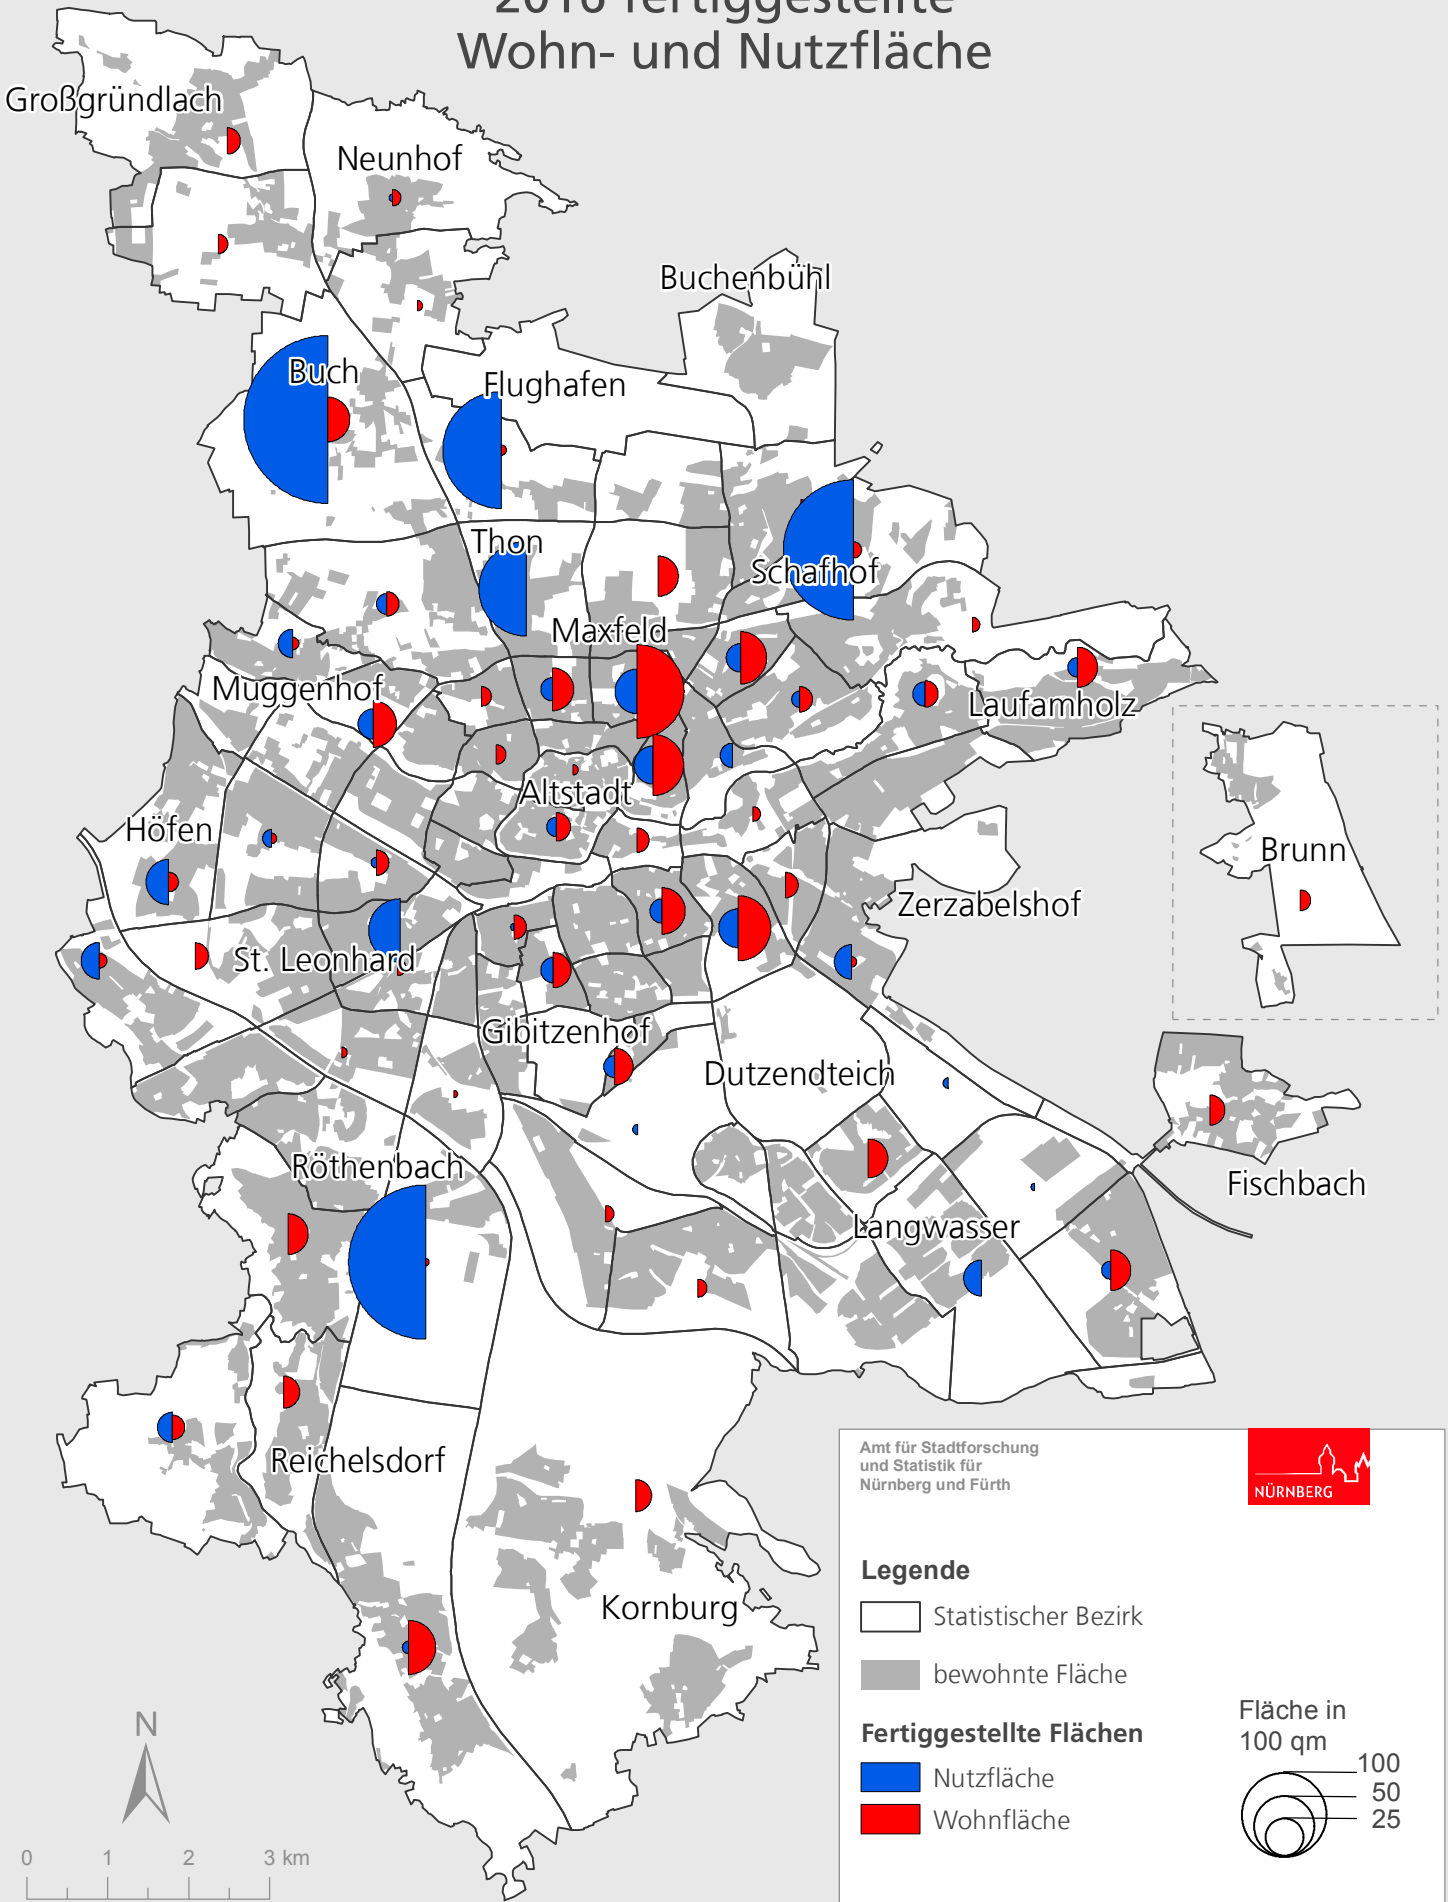 2016 fertiggestellte
Wohn- und Nutzfläche
Großgründlach
Neunhof
Buchenbühl
Buch
Flughafen
Thon
Schafhof
Maxfeld
Muggenhof
Laufamholz
Altstadt
Höfen
Brunn
Zerzabelshof
St. Leonhard
Gibitzenhof
Dutzendteich
Röthenbach
Fischbach
Langwasser
Reichelsdorf
Kornburg
Amt für Stadtforschung
und Statistik für
Nürnberg und Fürth
NÜRNBERG
Legende
Statistischer Bezirk
bewohnte Fläche
Fertiggestellte Flächen
Nutzfläche
Wohnfläche
Fläche in
100 qm
100
50
25
N
0 1 2 3 km